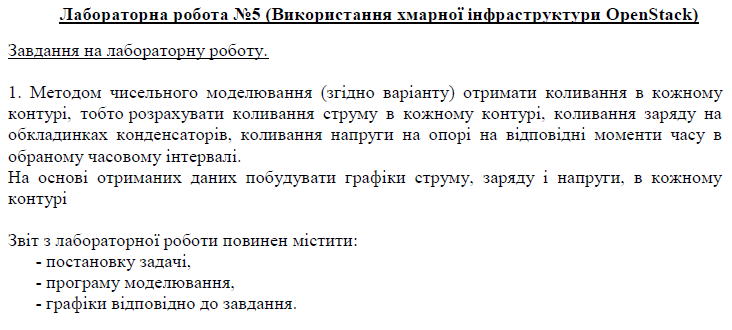 Лабораторна робота №5 (Використання хмарної інфраструктури OpenStack)
Завдання на лабораторну роботу.
1. Методом чисельного моделювання (згідно варіанту) отримати коливання в кожному
контурі, тобто розрахувати коливання струму в кожному контурі, коливання заряду на
обкладинках конденсаторів, коливання напруги на опорі на відповідні моменти часу в
обраному часовому інтервалі.
На основі отриманих даних побудувати графіки струму, заряду і напруги, в кожному
контурі
Звіт з лабораторної роботи повинен містити:
- постановку задачі,
- програму моделювання,
- графіки відповідно до завдання.